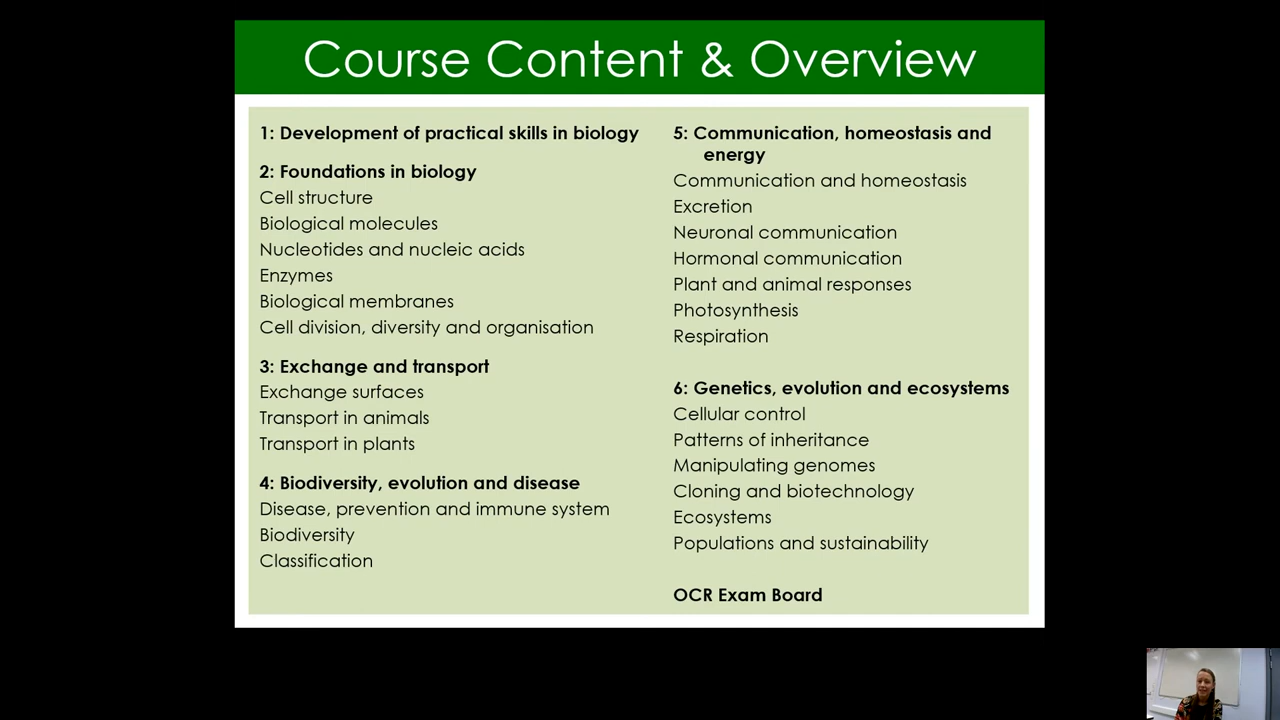 Course Content & Overview
1: Development of practical skills in biology
2: Foundations in biology
Cell structure
Biological molecules
Nucleotides and nucleic acids
Enzymes
Biological membranes
Cell division, diversity and organisation
3: Exchange and transport
Exchange surfaces
Transport in animals
Transport in plants
4: Biodiversity, evolution and disease
Disease, prevention and immune system
Biodiversity
Classification
5: Communication, homeostasis and
energy
Communication and homeostasis
Excretion
Neuronal communication
Hormonal communication
Plant and animal responses
Photosynthesis
Respiration
6: Genetics, evolution and ecosystems
Cellular control
Patterns of inheritance
Manipulating genomes
Cloning and biotechnology
Ecosystems
Populations and sustainability
OCR Exam Board